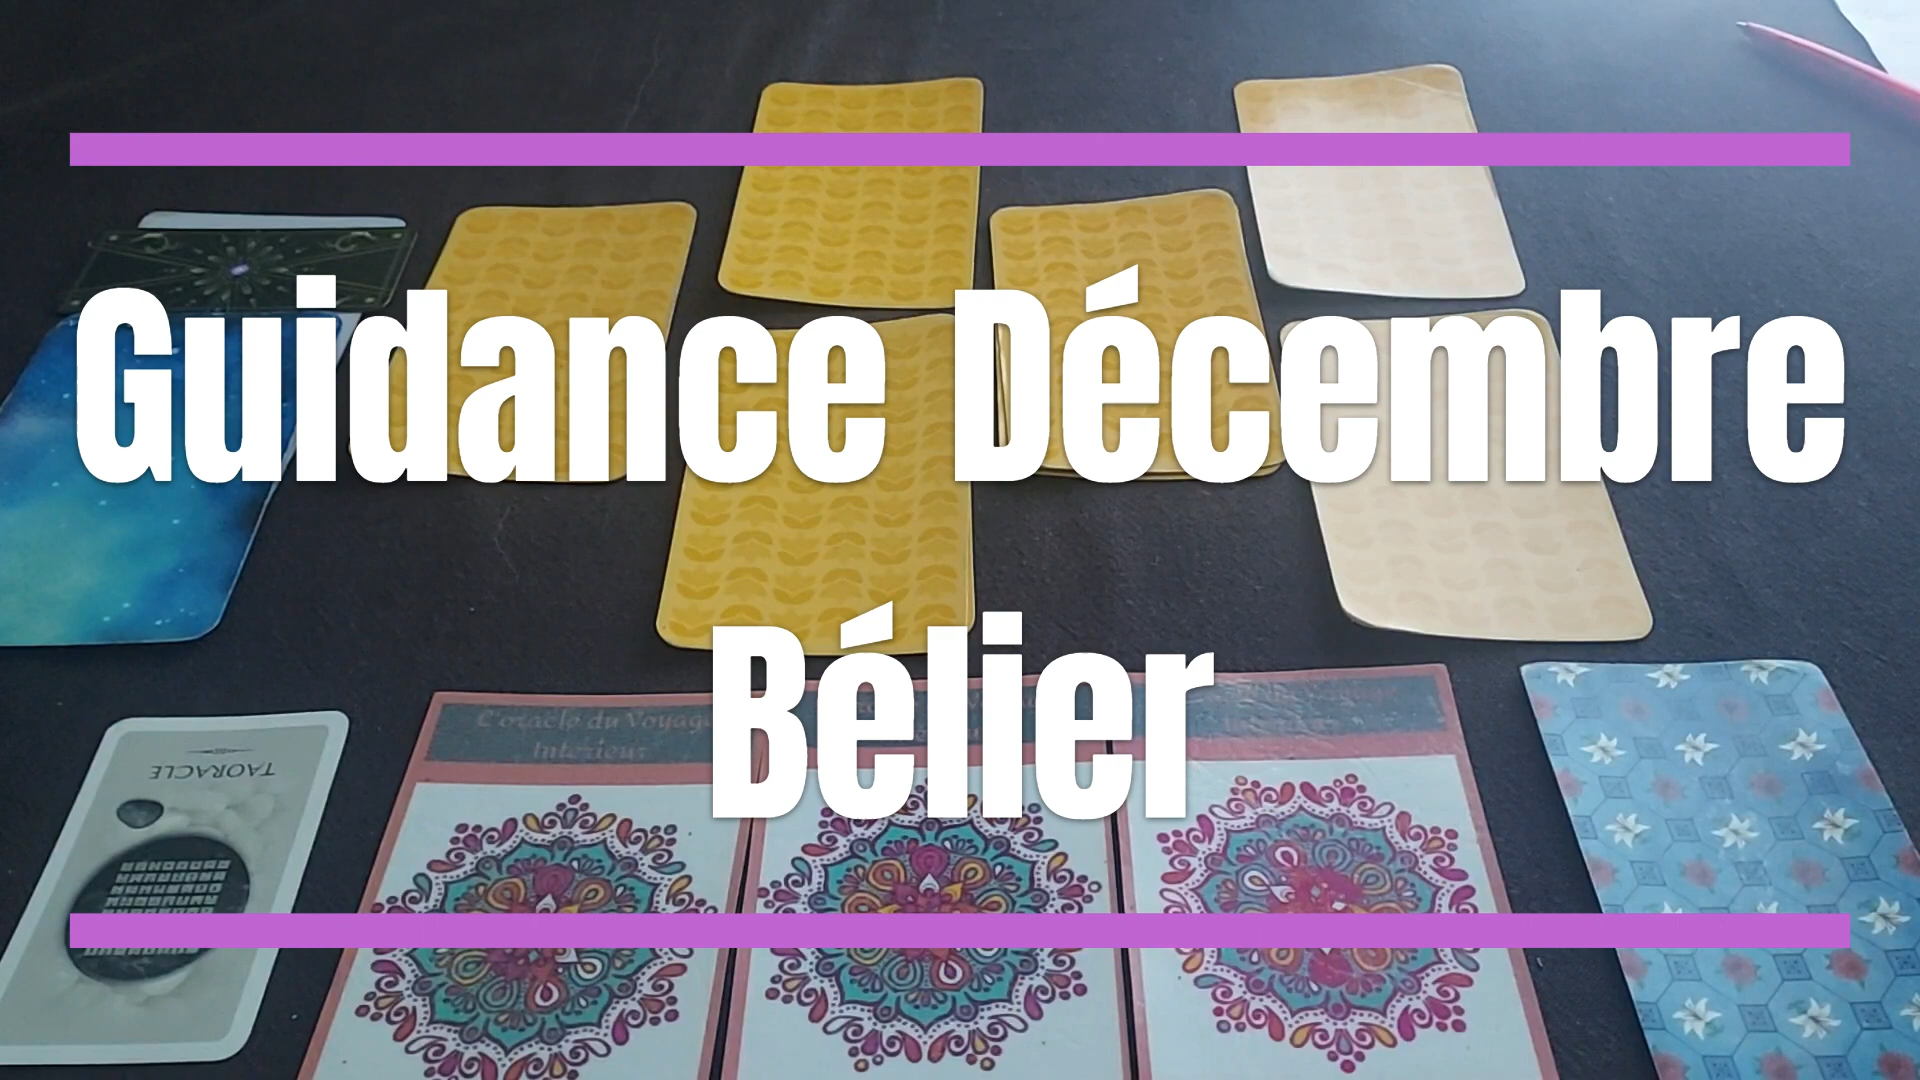 Guidance Décembre
Bélier
TAORACLE
L'oracle du Voyage
Intérieur